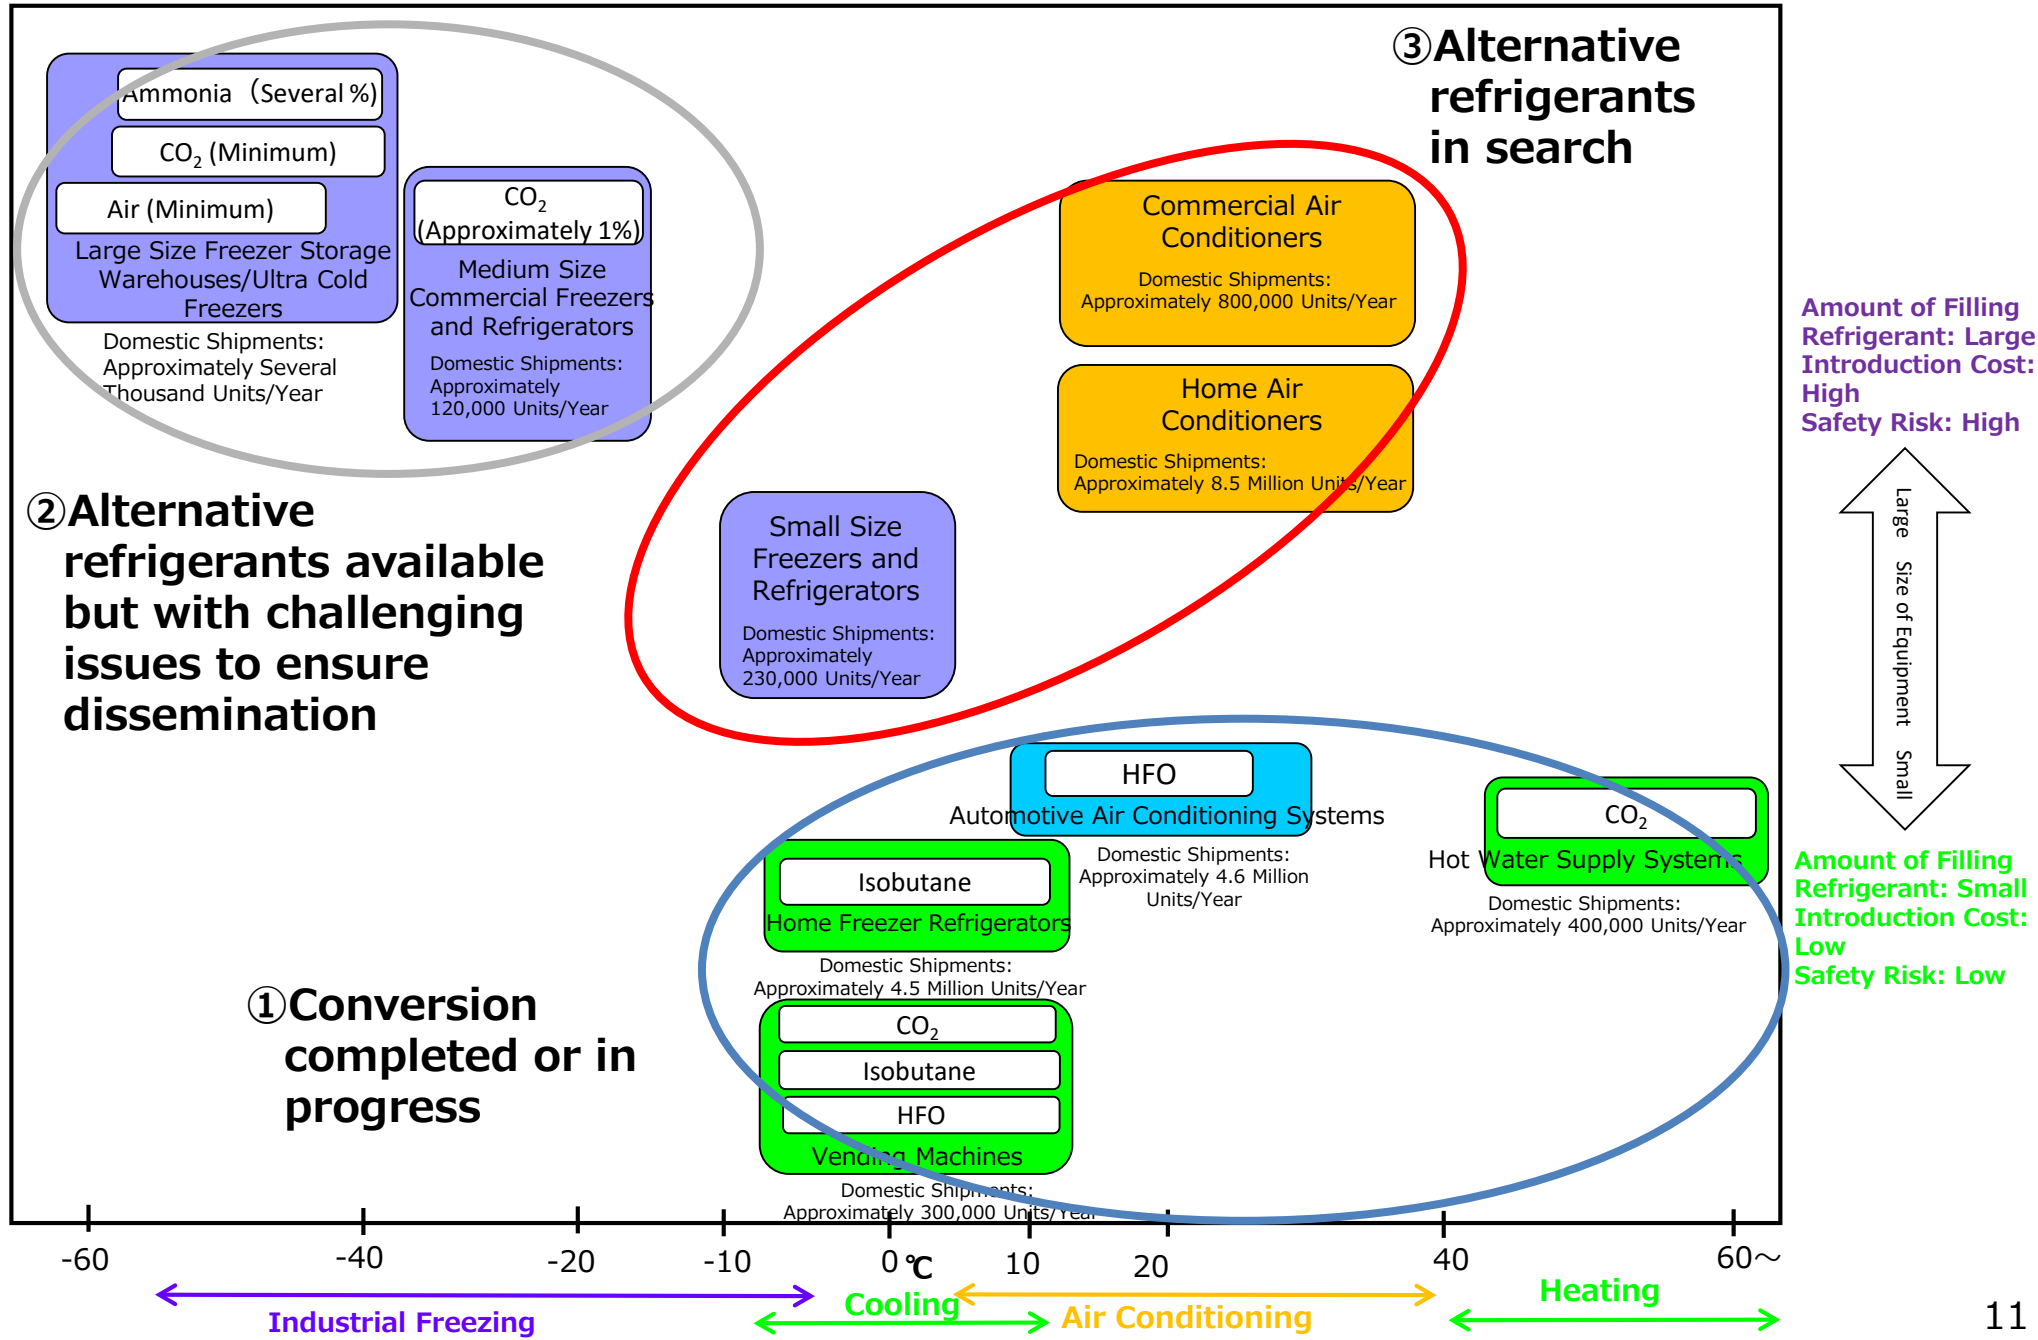 Ammonia （Several %)
CO₂ (Minimum)
Air (Minimum)
Large Size Freezer Storage
Warehouses/Ultra Cold
Freezers
Domestic Shipments:
Approximately Several
Thousand Units/Year
CO₂
(Approximately 1%)
Medium Size
Commercial Freezers
and Refrigerators
Domestic Shipments:
Approximately
120,000 Units/Year
③Alternative
refrigerants
in search
Commercial Air
Conditioners
Domestic Shipments:
Approximately 800,000 Units/Year
Home Air
Conditioners
Domestic Shipments:
Approximately 8.5 Million Units/Year
Small Size
Freezers and
Refrigerators
Domestic Shipments:
Approximately
230,000 Units/Year
②Alternative
refrigerants available
but with challenging
issues to ensure
dissemination
Amount of Filling
Refrigerant: Large
Introduction Cost:
High
Safety Risk: High
Large Size of Equipment Small
Amount of Filling
Refrigerant: Small
Introduction Cost:
Low
Safety Risk: Low
HFO
Automotive Air Conditioning Systems
Domestic Shipments:
Approximately 4.6 Million
Units/Year
CO₂
Hot Water Supply Systems
Domestic Shipments:
Approximately 400,000 Units/Year
Isobutane
Home Freezer Refrigerators
Domestic Shipments:
Approximately 4.5 Million Units/Year
①Conversion
completed or in
progress
CO₂
Isobutane
HFO
Vending Machines
Domestic Shipments:
Approximately 300,000 Units/Year
-60 -40 -20 -10 0 ℃ 10 20 40 60～
Industrial Freezing
Cooling
Air Conditioning
Heating
11